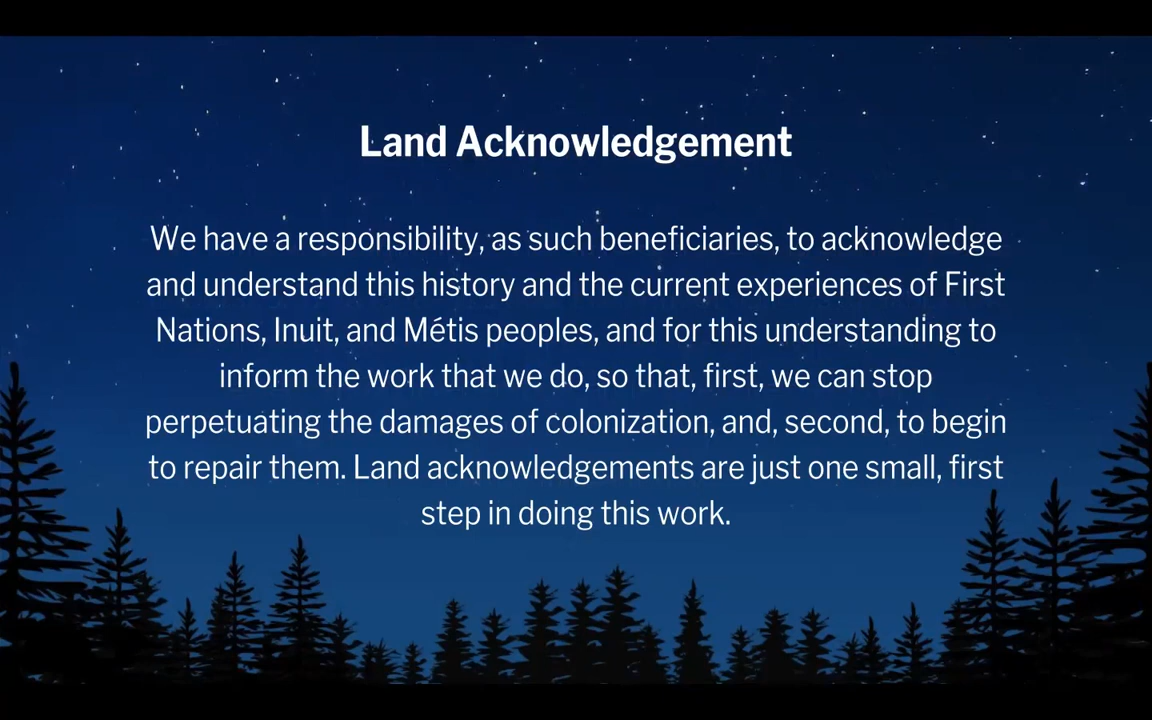 Land Acknowledgement
We have a responsibility, as such beneficiaries, to acknowledge
and understand this history and the current experiences of First
Nations, Inuit, and Métis peoples, and for this understanding to
inform the work that we do, so that, first, we can stop
perpetuating the damages of colonization, and, second, to begin
to repair them. Land acknowledgements are just one small, first
step in doing this work.